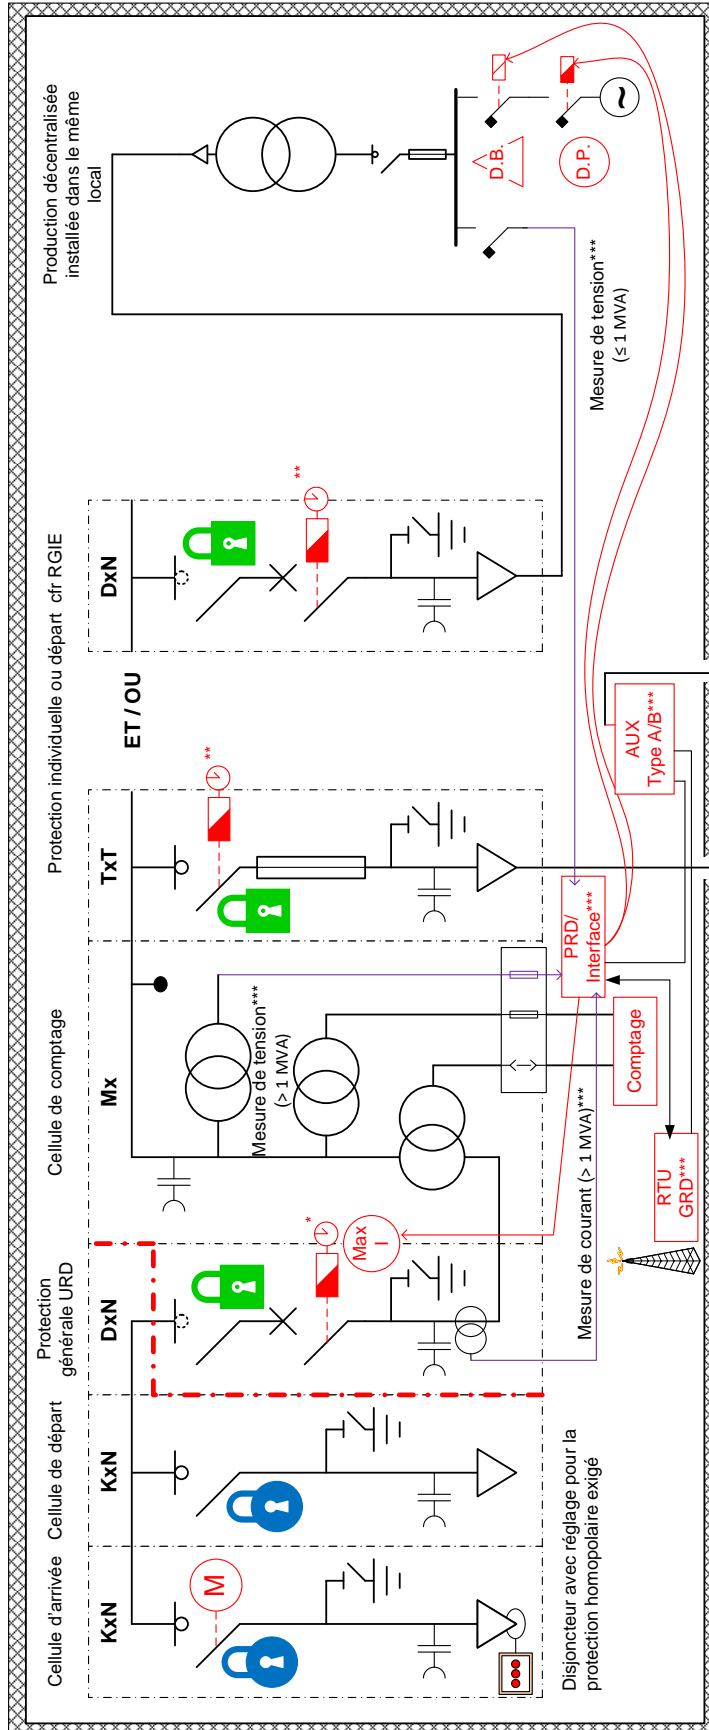 Cellule d'arrivée
Cellule de départ
Protection
générale URD
Cellule de comptage
Protection individuelle ou départ cfr RGIE
Production décentralisée
installée dans le même
local
KxN
KxN
DxN
Mx
TxT
ET / OU
DxN
M
*
**
**
Max
I
Mesure de tension***
(> 1 MVA)
D.B.
D.P.
~
Mesure de tension***
(≤ 1 MVA)
Disjoncteur avec réglage pour la
protection homopolaire exigé
Mesure de courant (> 1 MVA)***
PRD/
Interface***
AUX
Type A/B***
Comptage
RTU
GRD***